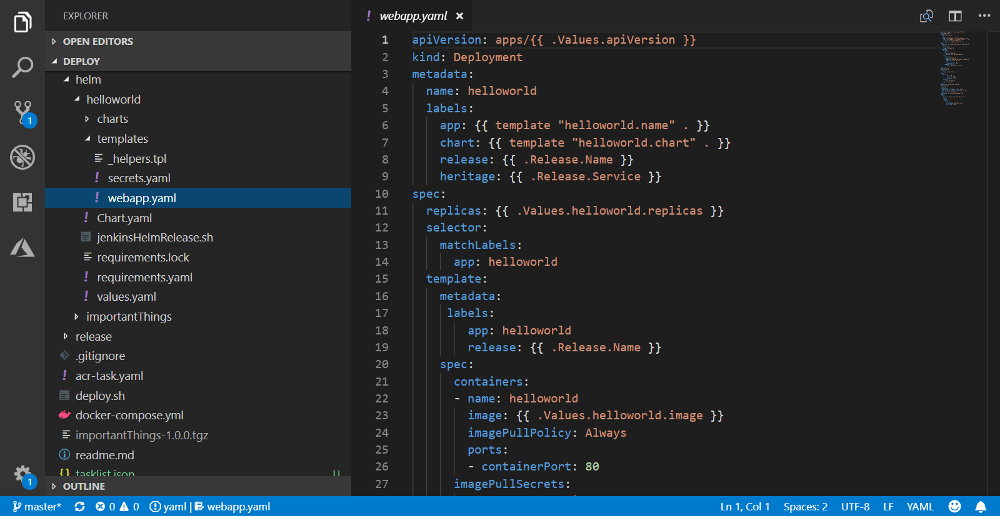 EXPLORER
OPEN EDITORS
DEPLOY
helm
helloworld
charts
templates
_helpers.tpl
! secrets.yaml
! webapp.yaml
! Chart.yaml
jenkinsHelmRelease.sh
requirements.lock
! requirements.yaml
! values.yaml
importantThings
release
.gitignore
! acr-task.yaml
deploy.sh
docker-compose.yml
importantThings-1.0.0.tgz
readme.md
{} tasklist.json U
OUTLINE
1
1
! webapp.yaml ×
1 apiVersion: apps/{{ .Values.apiVersion }}
2 kind: Deployment
3 metadata:
4 name: helloworld
5 labels:
6 app: {{ template "helloworld.name" . }}
7 chart: {{ template "helloworld.chart" . }}
8 release: {{ .Release.Name }}
9 heritage: {{ .Release.Service }}
10 spec:
11 replicas: {{ .Values.helloworld.replicas }}
12 selector:
13 matchLabels:
14 app: helloworld
15 template:
16 metadata:
17 labels:
18 app: helloworld
19 release: {{ .Release.Name }}
20 spec:
21 containers:
22 - name: helloworld
23 image: {{ .Values.helloworld.image }}
24 imagePullPolicy: Always
25 ports:
26 - containerPort: 80
27 imagePullSecrets:
master* 0 0 yaml | webapp.yaml Ln 1, Col 1 Spaces: 2 UTF-8 LF YAML